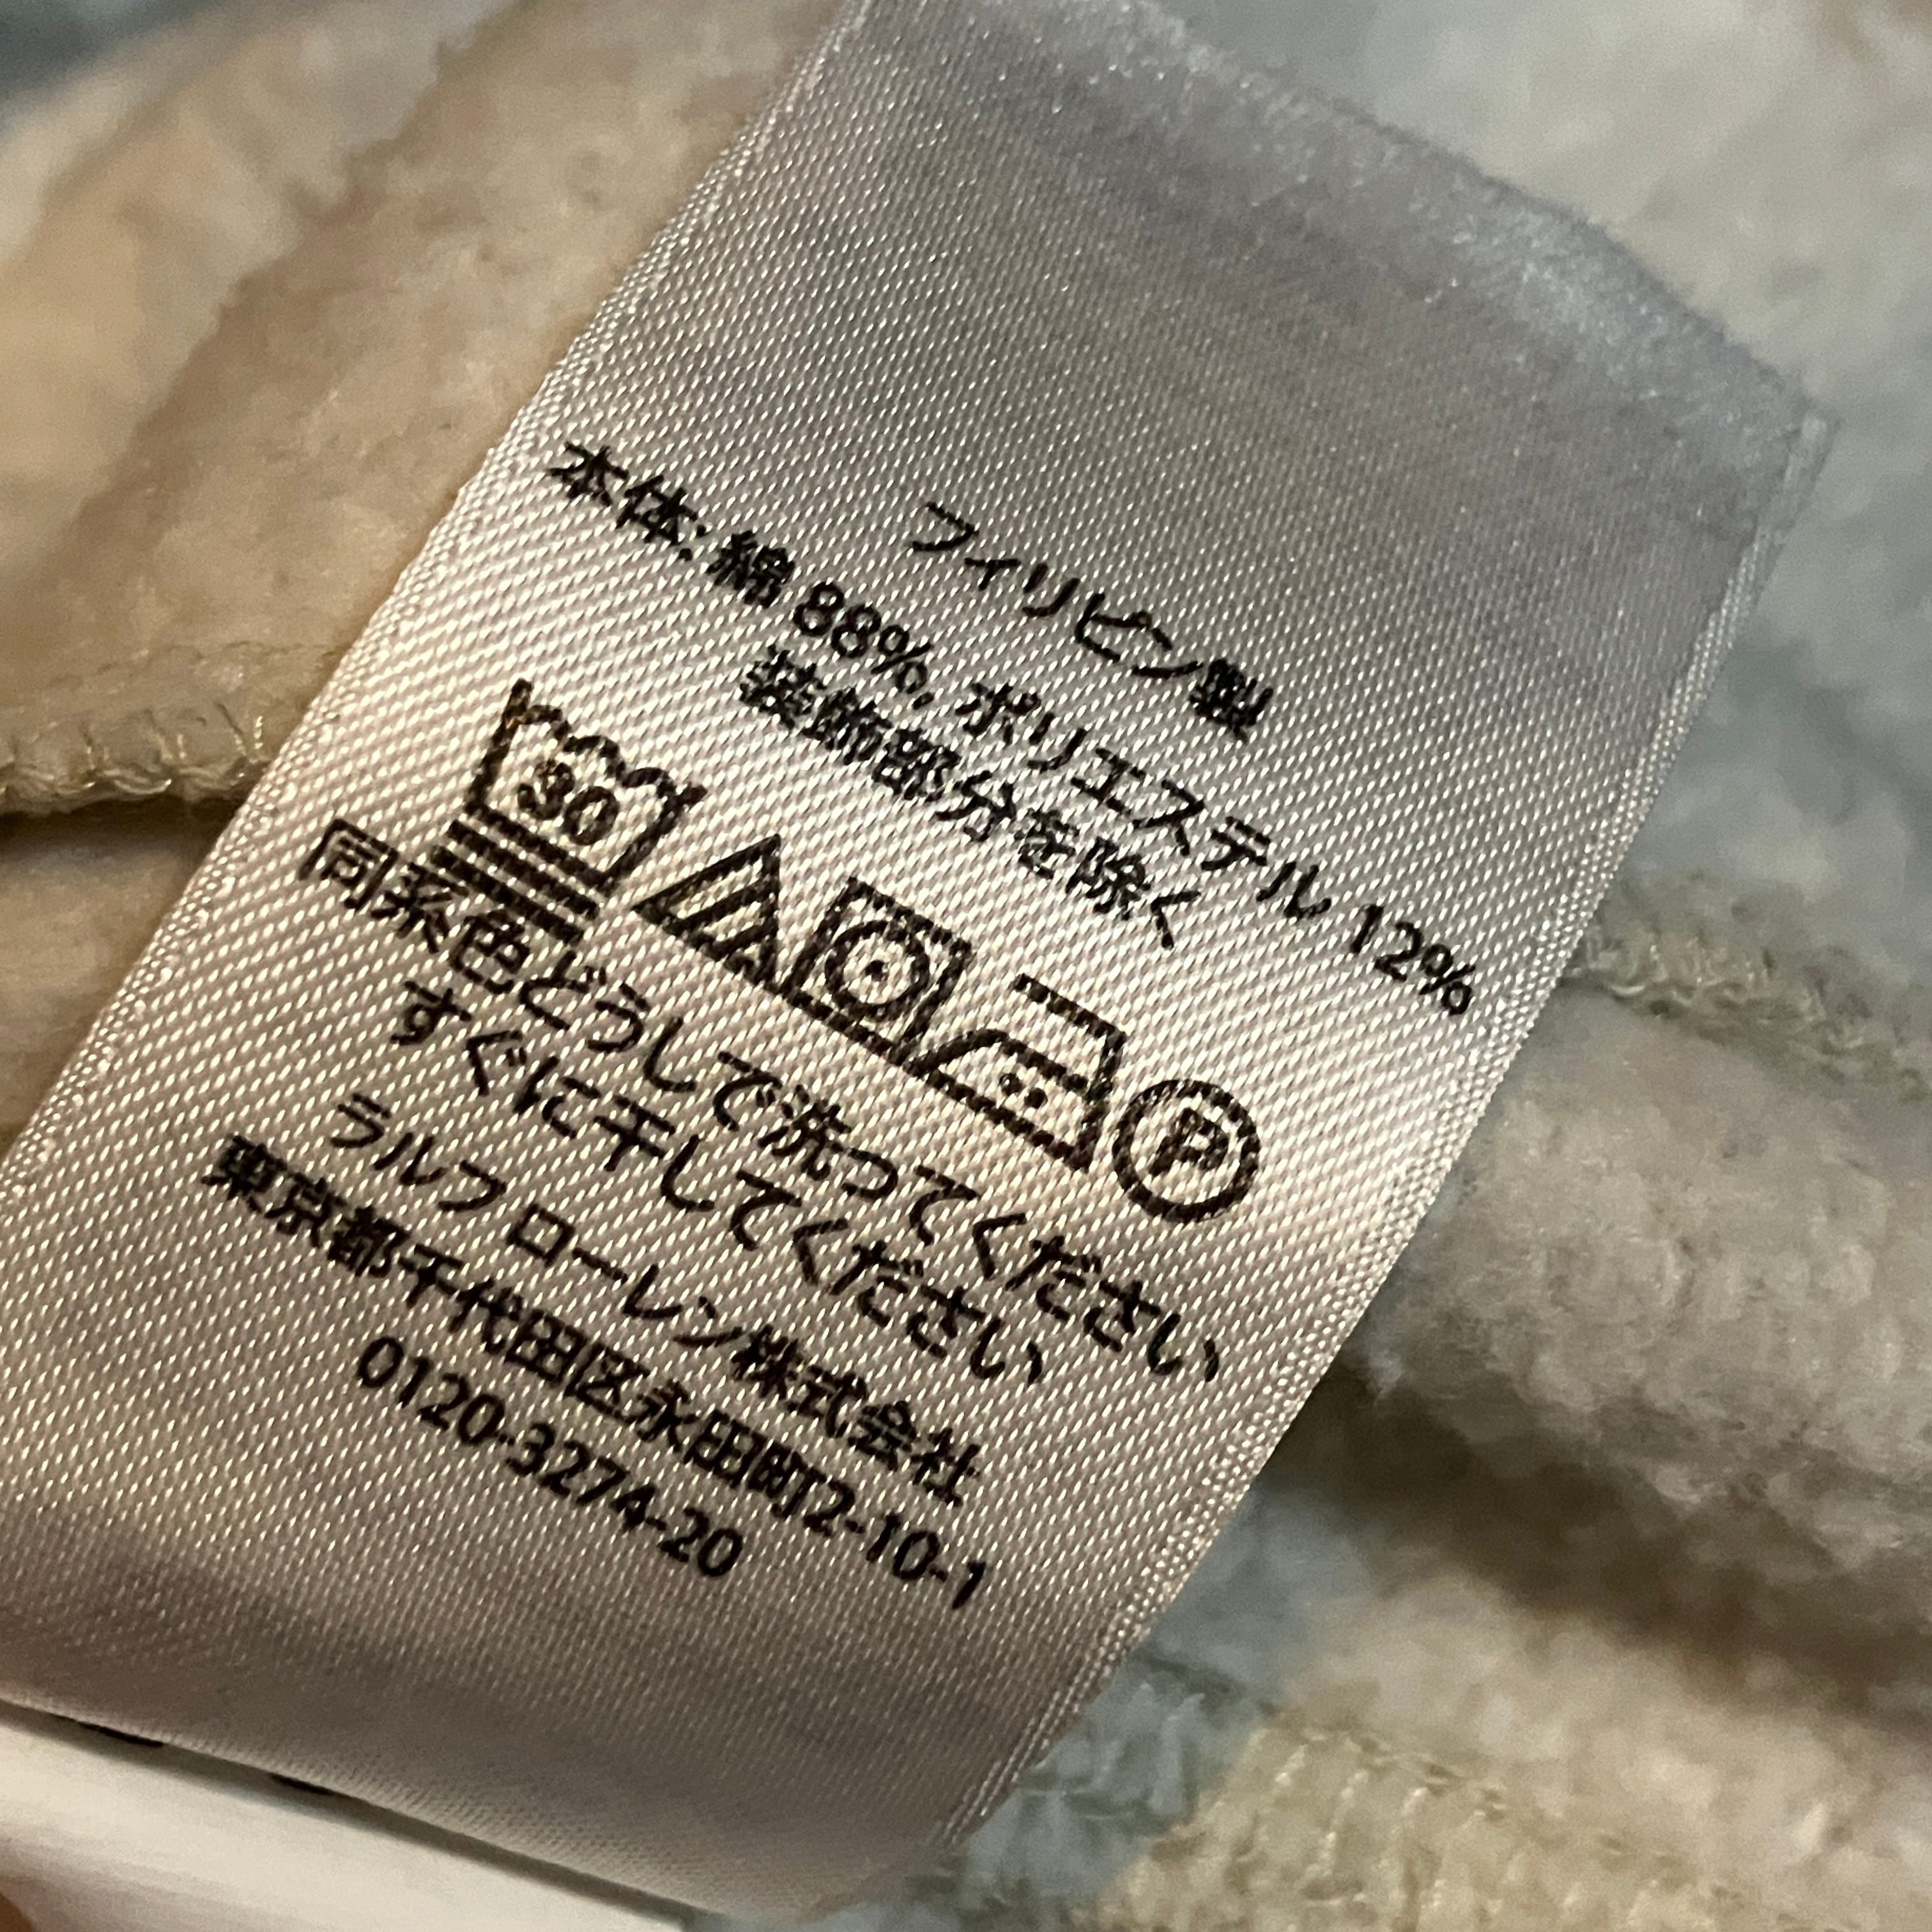 フィリピン製
本体: 綿 88%, ポリエステル 12%
装飾部分を除く
30 P
同系色どうしで洗ってください
すぐに干してください
ラルフ ローレン株式会社
東京都千代田区永田町2-10-1
0120-3274-20